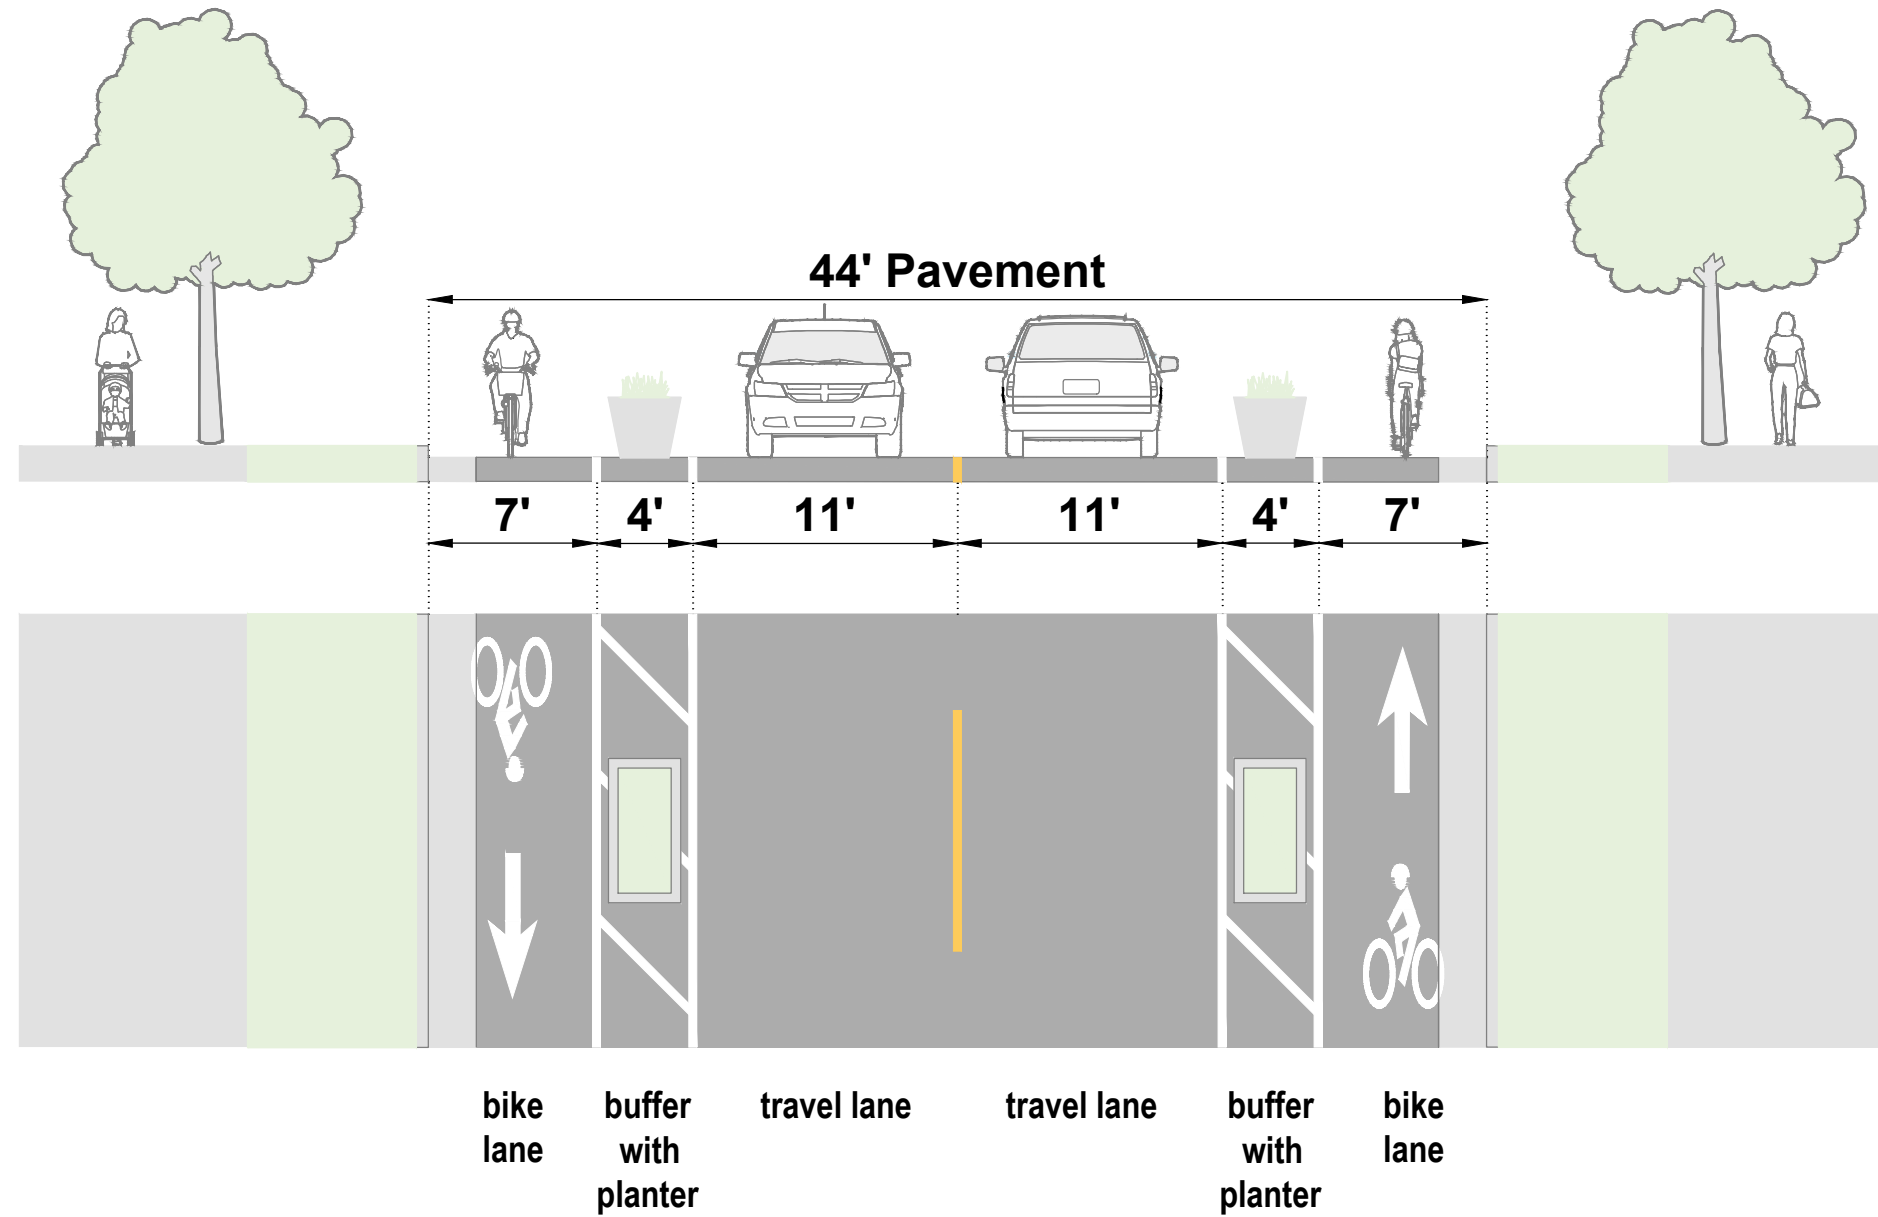 44' Pavement
7' 4' 11' 11' 4' 7'
bike buffer travel lane travel lane buffer bike
lane with with lane
planter planter